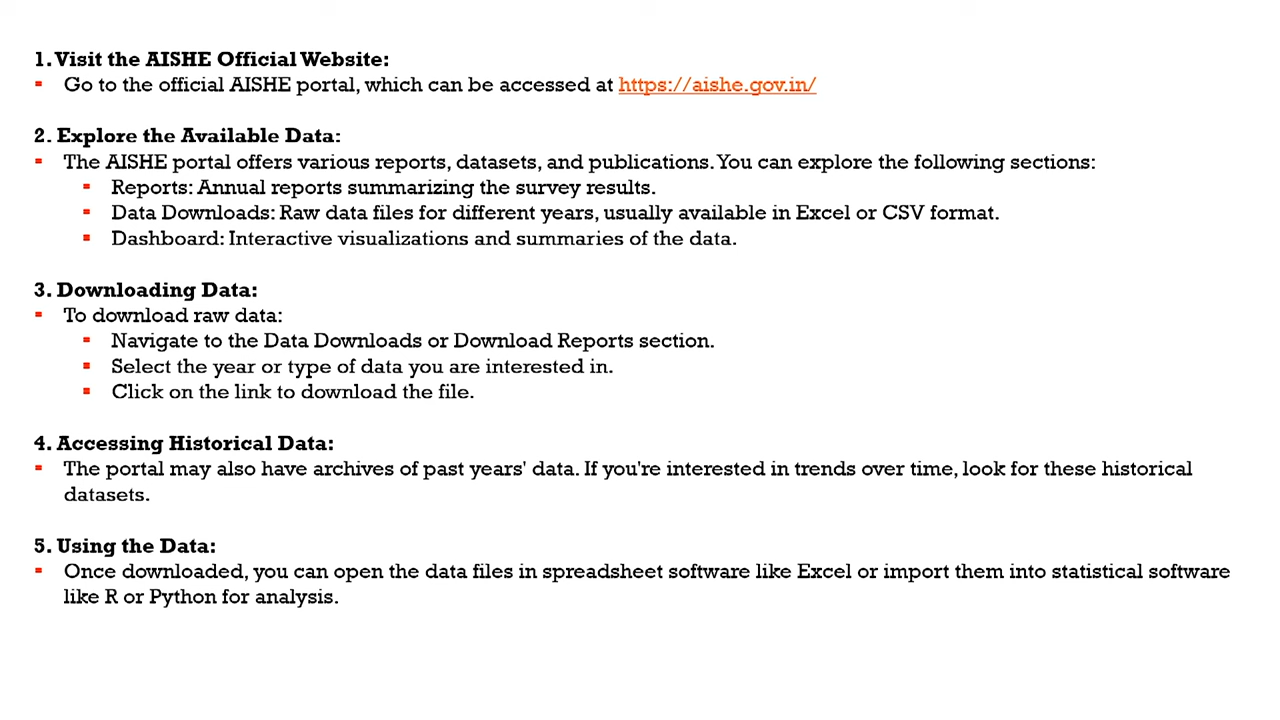 1. Visit the AISHE Official Website:
Go to the official AISHE portal, which can be accessed at https://aishe.gov.in/
2. Explore the Available Data:
The AISHE portal offers various reports, datasets, and publications. You can explore the following sections:
Reports: Annual reports summarizing the survey results.
Data Downloads: Raw data files for different years, usually available in Excel or CSV format.
Dashboard: Interactive visualizations and summaries of the data.
3. Downloading Data:
To download raw data:
Navigate to the Data Downloads or Download Reports section.
Select the year or type of data you are interested in.
Click on the link to download the file.
4. Accessing Historical Data:
The portal may also have archives of past years' data. If you're interested in trends over time, look for these historical
datasets.
5. Using the Data:
Once downloaded, you can open the data files in spreadsheet software like Excel or import them into statistical software
like R or Python for analysis.